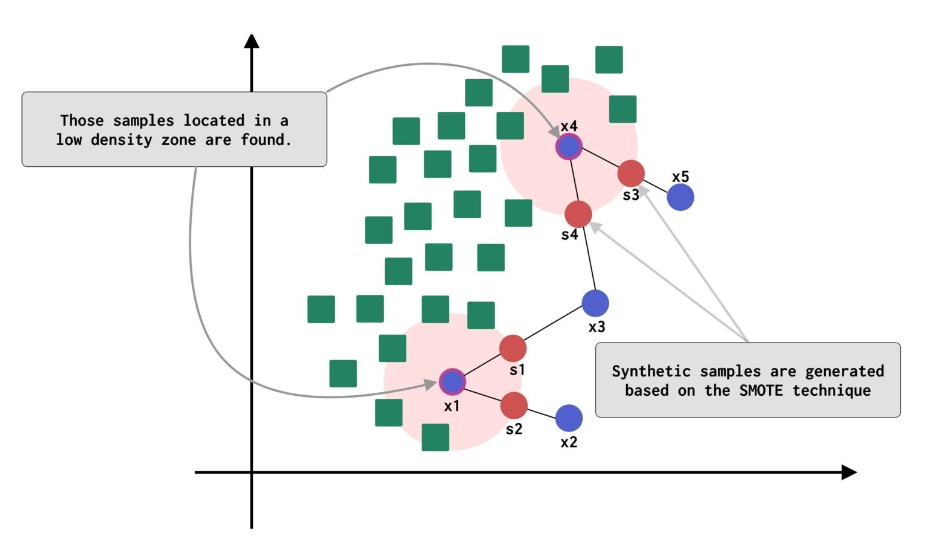 Those samples located in a
low density zone are found.
x4
x5
s3
s4
x3
s1
x1
s2
x2
Synthetic samples are generated
based on the SMOTE technique